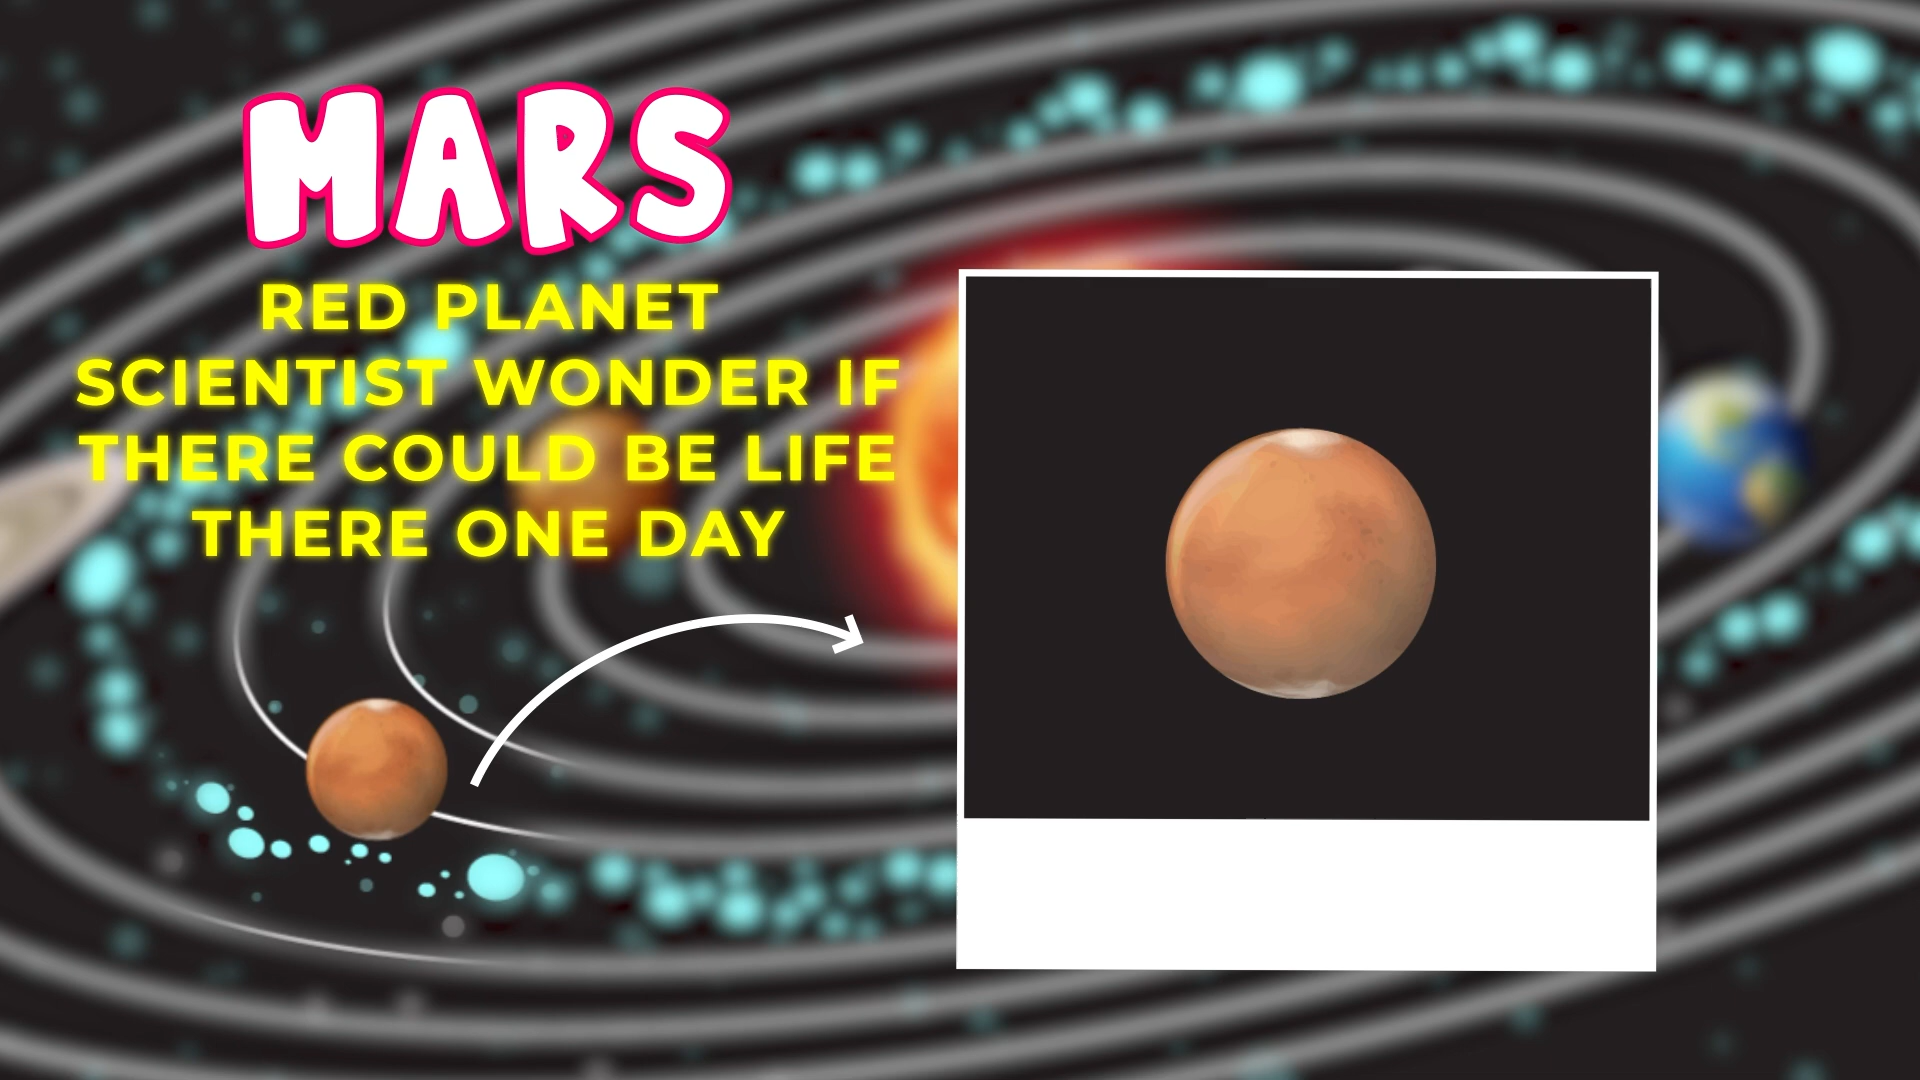 MARS
RED PLANET
SCIENTIST WONDER IF
THERE COULD BE LIFE
THERE ONE DAY